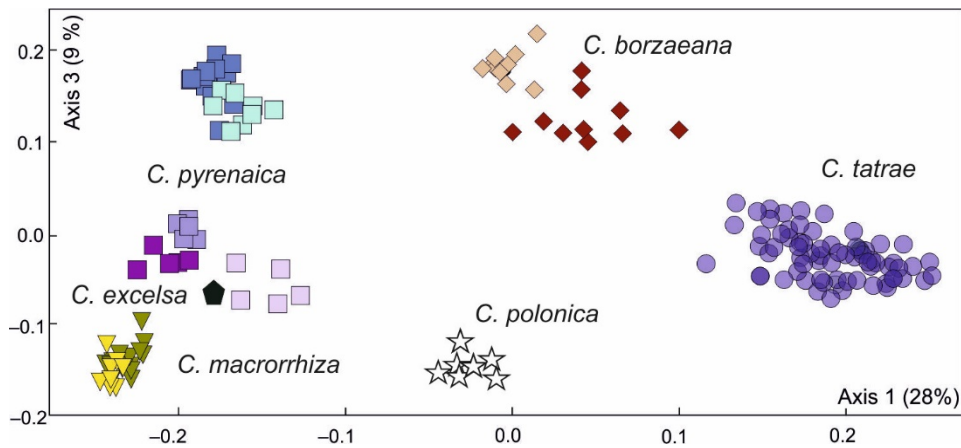 Axis 3 (9 %)
0.2
0.1
0.0
–0.1
–0.2
C. borzaeana
C. pyrenaica
C. tatrae
C. excelsa
C. polonica
C. macrorrhiza
Axis 1 (28%)
–0.2
–0.1
0.0
0.1
0.2